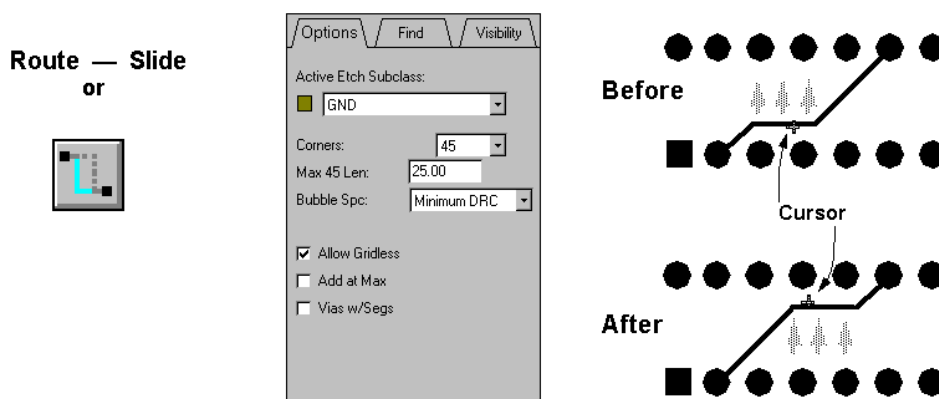 Route — Slide
or
Options
Find
Visibility
Active Etch Subclass:
GND
Corners:
45
Max 45 Len:
25.00
Bubble Spc:
Minimum DRC
Allow Gridless
Add at Max
Vias w/Segs
Before
Cursor
After